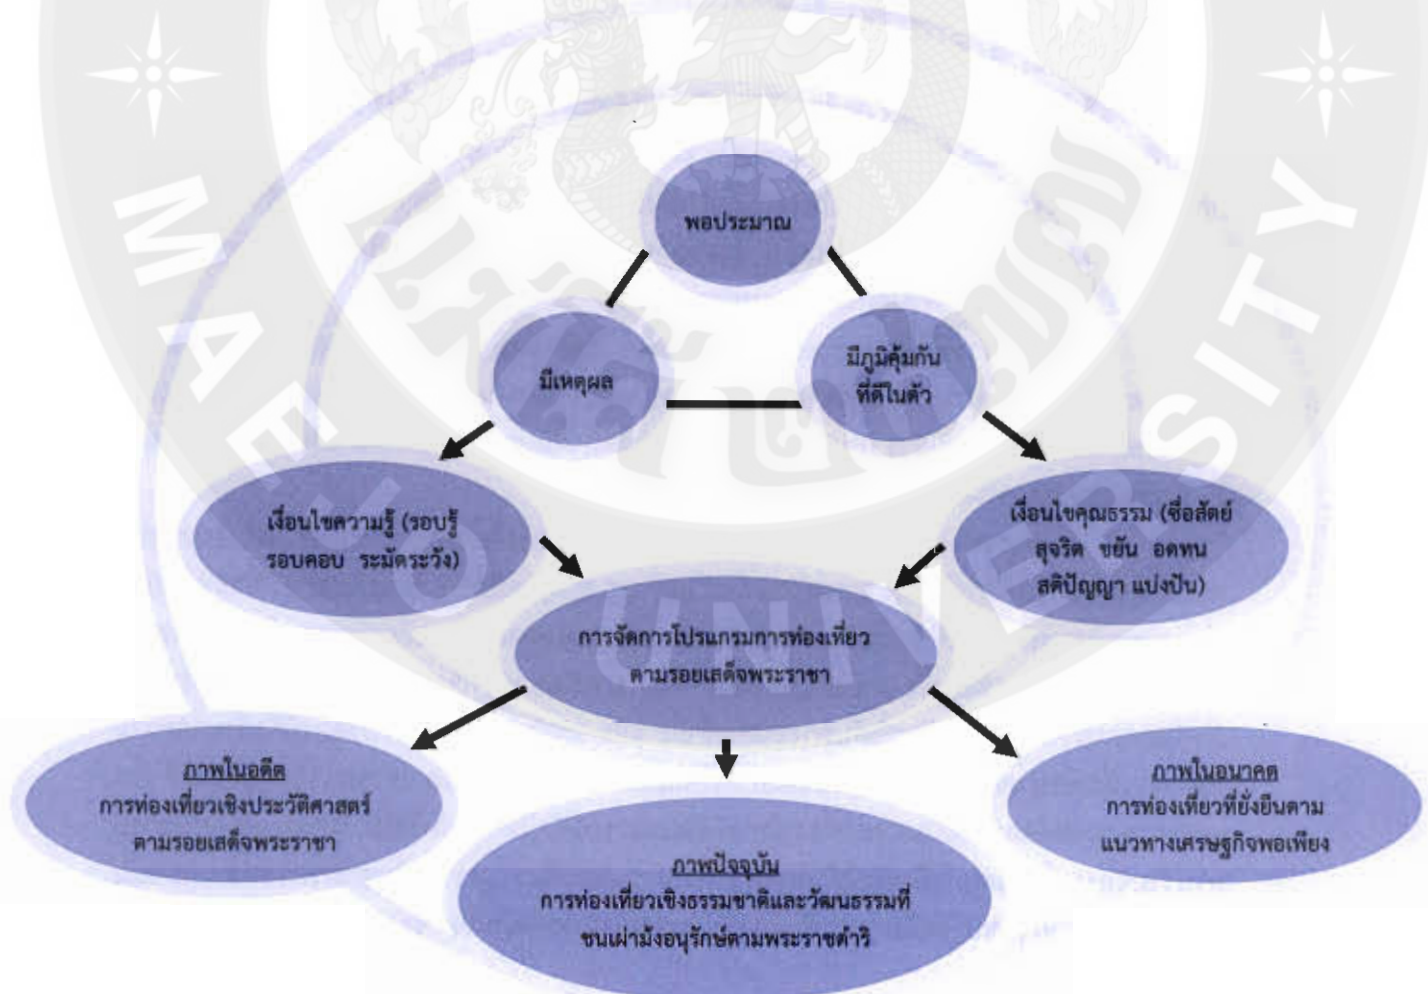 พอประมาณ
มีเหตุผล
มีภูมิคุ้มกัน
ที่ดีในตัว
เงื่อนไขความรู้ (รอบรู้
รอบคอบ ระมัดระวัง)
เงื่อนไขคุณธรรม (ซื่อสัตย์
สุจริต ขยัน อดทน
สติปัญญา แบ่งปัน)
การจัดการโปรแกรมการท่องเที่ยว
ตามรอยเสด็จพระราชา
ภาพในอดีต
การท่องเที่ยวเชิงประวัติศาสตร์
ตามรอยเสด็จพระราชา
ภาพปัจจุบัน
การท่องเที่ยวเชิงธรรมชาติและวัฒนธรรมที่
ชนเผ่าม้งอนุรักษ์ตามพระราชดำริ
ภาพในอนาคต
การท่องเที่ยวที่ยั่งยืนตาม
แนวทางเศรษฐกิจพอเพียง
MAEJO UNIVERSITY